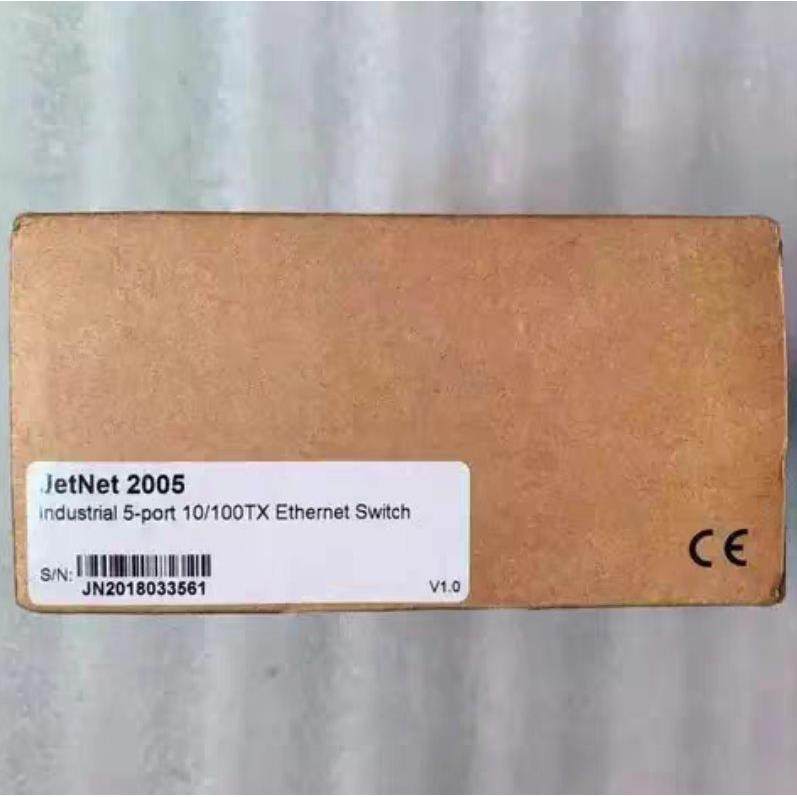 JetNet 2005
Industrial 5-port 10/100TX Ethernet Switch
S/N:
JN2018033561
V1.0
CE